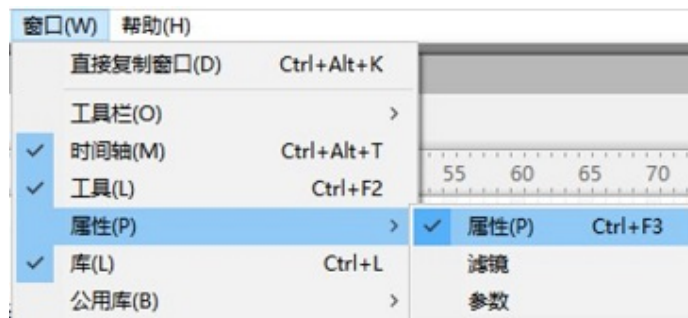 窗口(W) 帮助(H)
直接复制窗口(D) Ctrl+Alt+K
工具栏(O) >
时间轴(M) Ctrl+Alt+T
55 60 65 70
工具(L) Ctrl+F2
属性(P) >
属性(P) Ctrl+F3
库(L) Ctrl+L
滤镜
公用库(B) >
参数